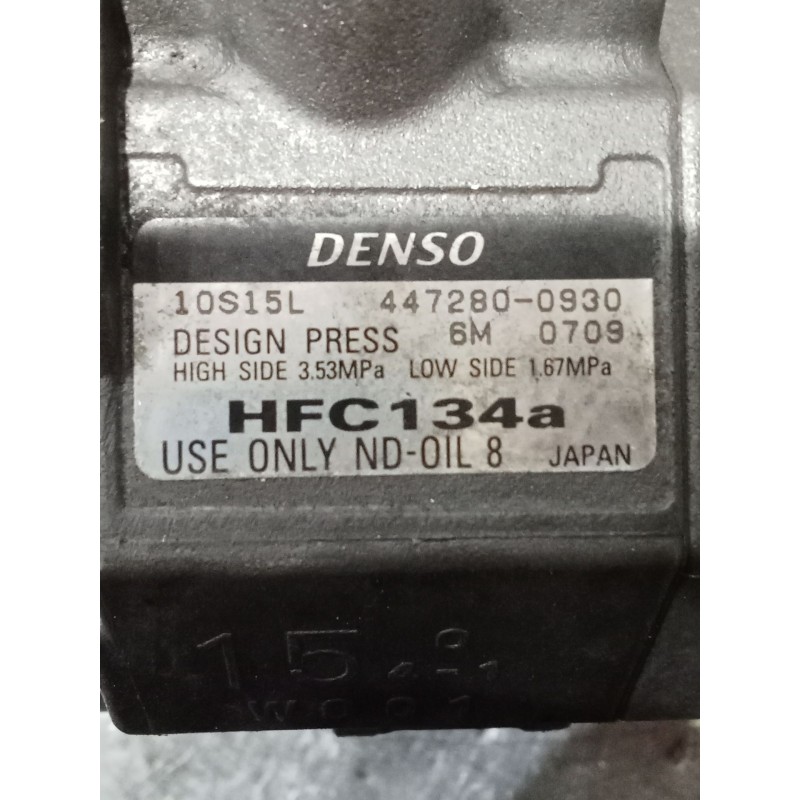 DENSO
10S15L 447280-0930
DESIGN PRESS 6M 0709
HIGH SIDE 3.53MPa LOW SIDE 1.67MPa
HFC134a
USE ONLY ND-OIL 8 JAPAN
15